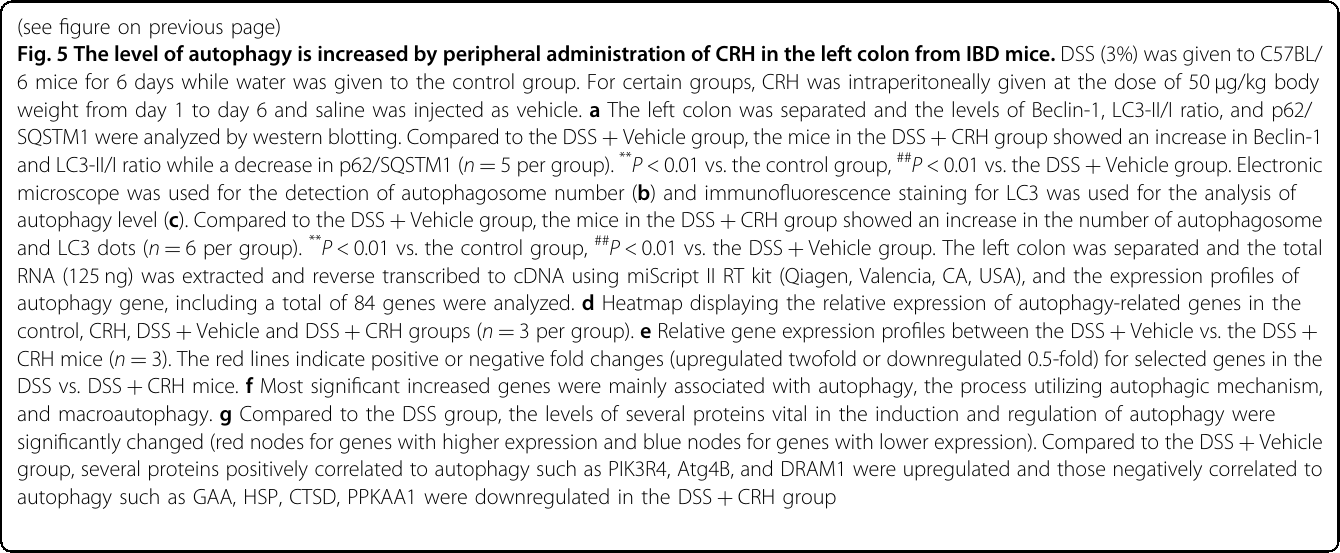 (see figure on previous page)
Fig. 5 The level of autophagy is increased by peripheral administration of CRH in the left colon from IBD mice. DSS (3%) was given to C57BL/
6 mice for 6 days while water was given to the control group. For certain groups, CRH was intraperitoneally given at the dose of 50 µg/kg body
weight from day 1 to day 6 and saline was injected as vehicle. a The left colon was separated and the levels of Beclin-1, LC3-II/I ratio, and p62/
SQSTM1 were analyzed by western blotting. Compared to the DSS + Vehicle group, the mice in the DSS + CRH group showed an increase in Beclin-1
and LC3-II/I ratio while a decrease in p62/SQSTM1 (n = 5 per group). **P < 0.01 vs. the control group, ##P < 0.01 vs. the DSS + Vehicle group. Electronic
microscope was used for the detection of autophagosome number (b) and immunofluorescence staining for LC3 was used for the analysis of
autophagy level (c). Compared to the DSS + Vehicle group, the mice in the DSS + CRH group showed an increase in the number of autophagosome
and LC3 dots (n = 6 per group). **P < 0.01 vs. the control group, ##P < 0.01 vs. the DSS + Vehicle group. The left colon was separated and the total
RNA (125 ng) was extracted and reverse transcribed to cDNA using miScript II RT kit (Qiagen, Valencia, CA, USA), and the expression profiles of
autophagy gene, including a total of 84 genes were analyzed. d Heatmap displaying the relative expression of autophagy-related genes in the
control, CRH, DSS + Vehicle and DSS + CRH groups (n = 3 per group). e Relative gene expression profiles between the DSS + Vehicle vs. the DSS +
CRH mice (n = 3). The red lines indicate positive or negative fold changes (upregulated twofold or downregulated 0.5-fold) for selected genes in the
DSS vs. DSS + CRH mice. f Most significant increased genes were mainly associated with autophagy, the process utilizing autophagic mechanism,
and macroautophagy. g Compared to the DSS group, the levels of several proteins vital in the induction and regulation of autophagy were
significantly changed (red nodes for genes with higher expression and blue nodes for genes with lower expression). Compared to the DSS + Vehicle
group, several proteins positively correlated to autophagy such as PIK3R4, Atg4B, and DRAM1 were upregulated and those negatively correlated to
autophagy such as GAA, HSP, CTSD, PPKAA1 were downregulated in the DSS + CRH group